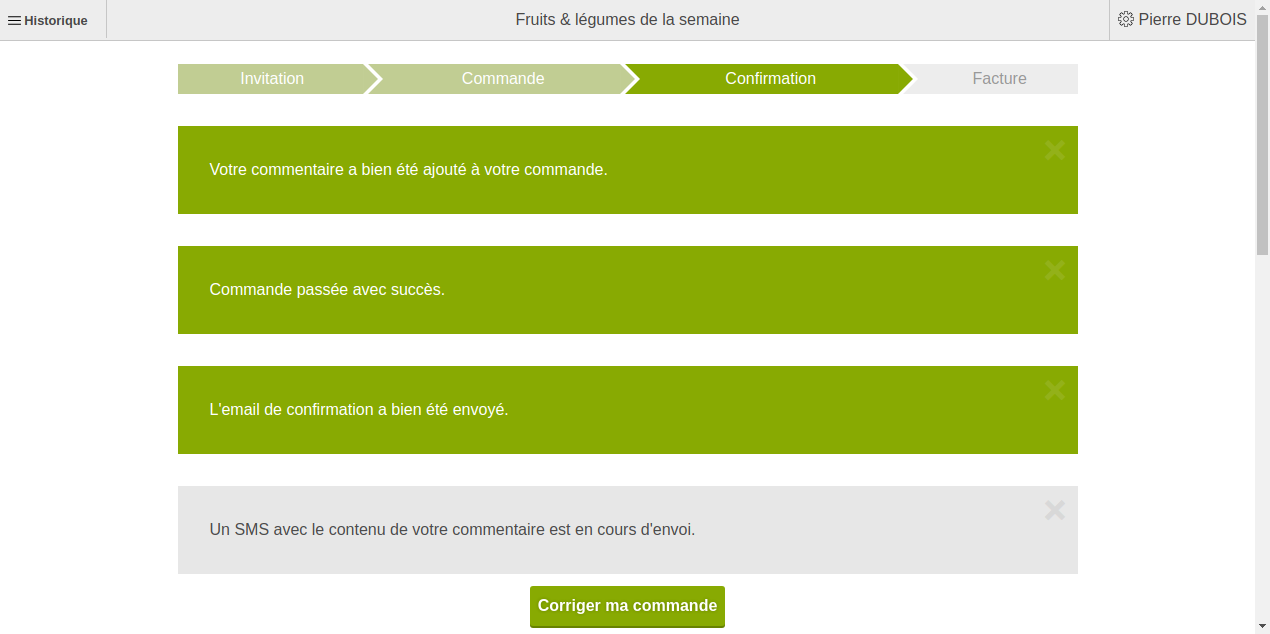 Historique
Fruits & légumes de la semaine
Pierre DUBOIS
Invitation
Commande
Confirmation
Facture
Votre commentaire a bien été ajouté à votre commande.
Commande passée avec succès.
L'email de confirmation a bien été envoyé.
Un SMS avec le contenu de votre commentaire est en cours d'envoi.
Corriger ma commande